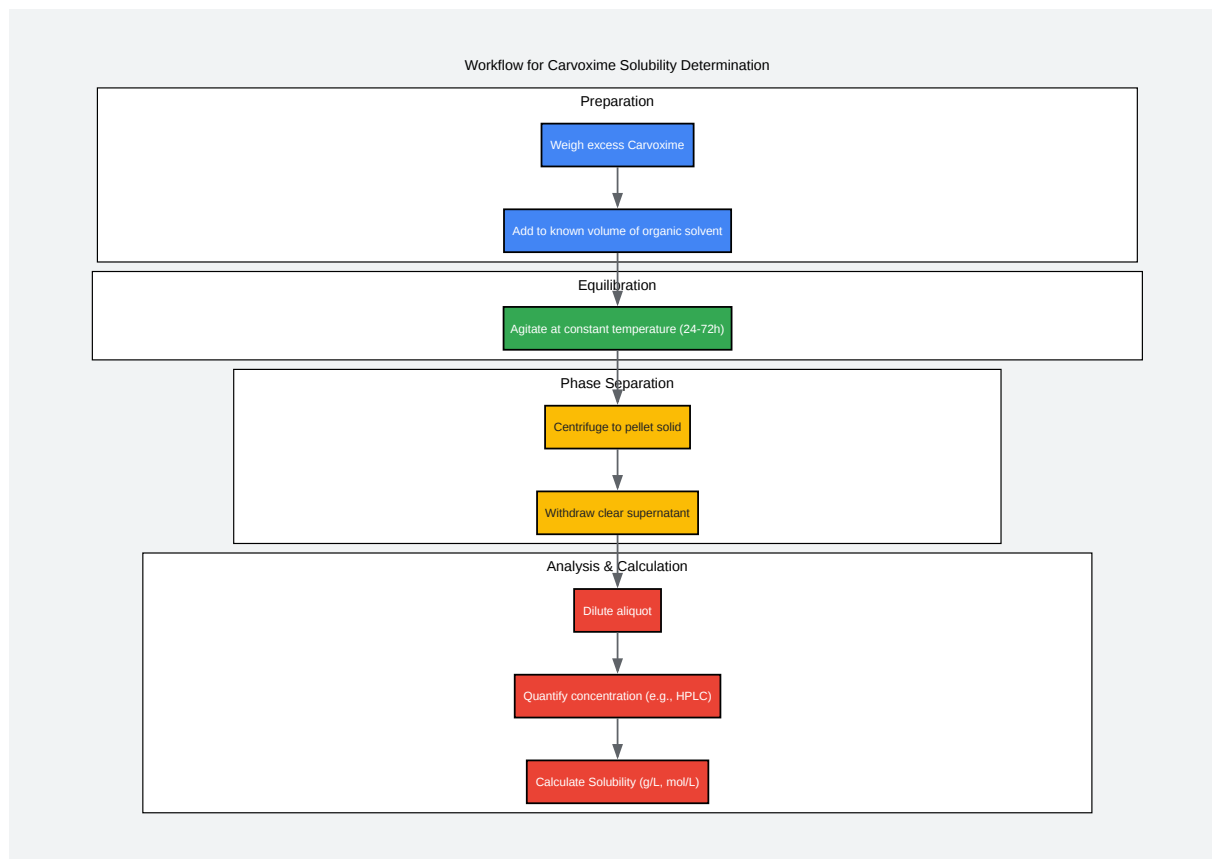 Workflow for Carvoxime Solubility Determination
Preparation
Weigh excess Carvoxime
Add to known volume of organic solvent
Equilibration
Agitate at constant temperature (24-72h)
Phase Separation
Centrifuge to pellet solid
Withdraw clear supernatant
Analysis & Calculation
Dilute aliquot
Quantify concentration (e.g., HPLC)
Calculate Solubility (g/L, mol/L)